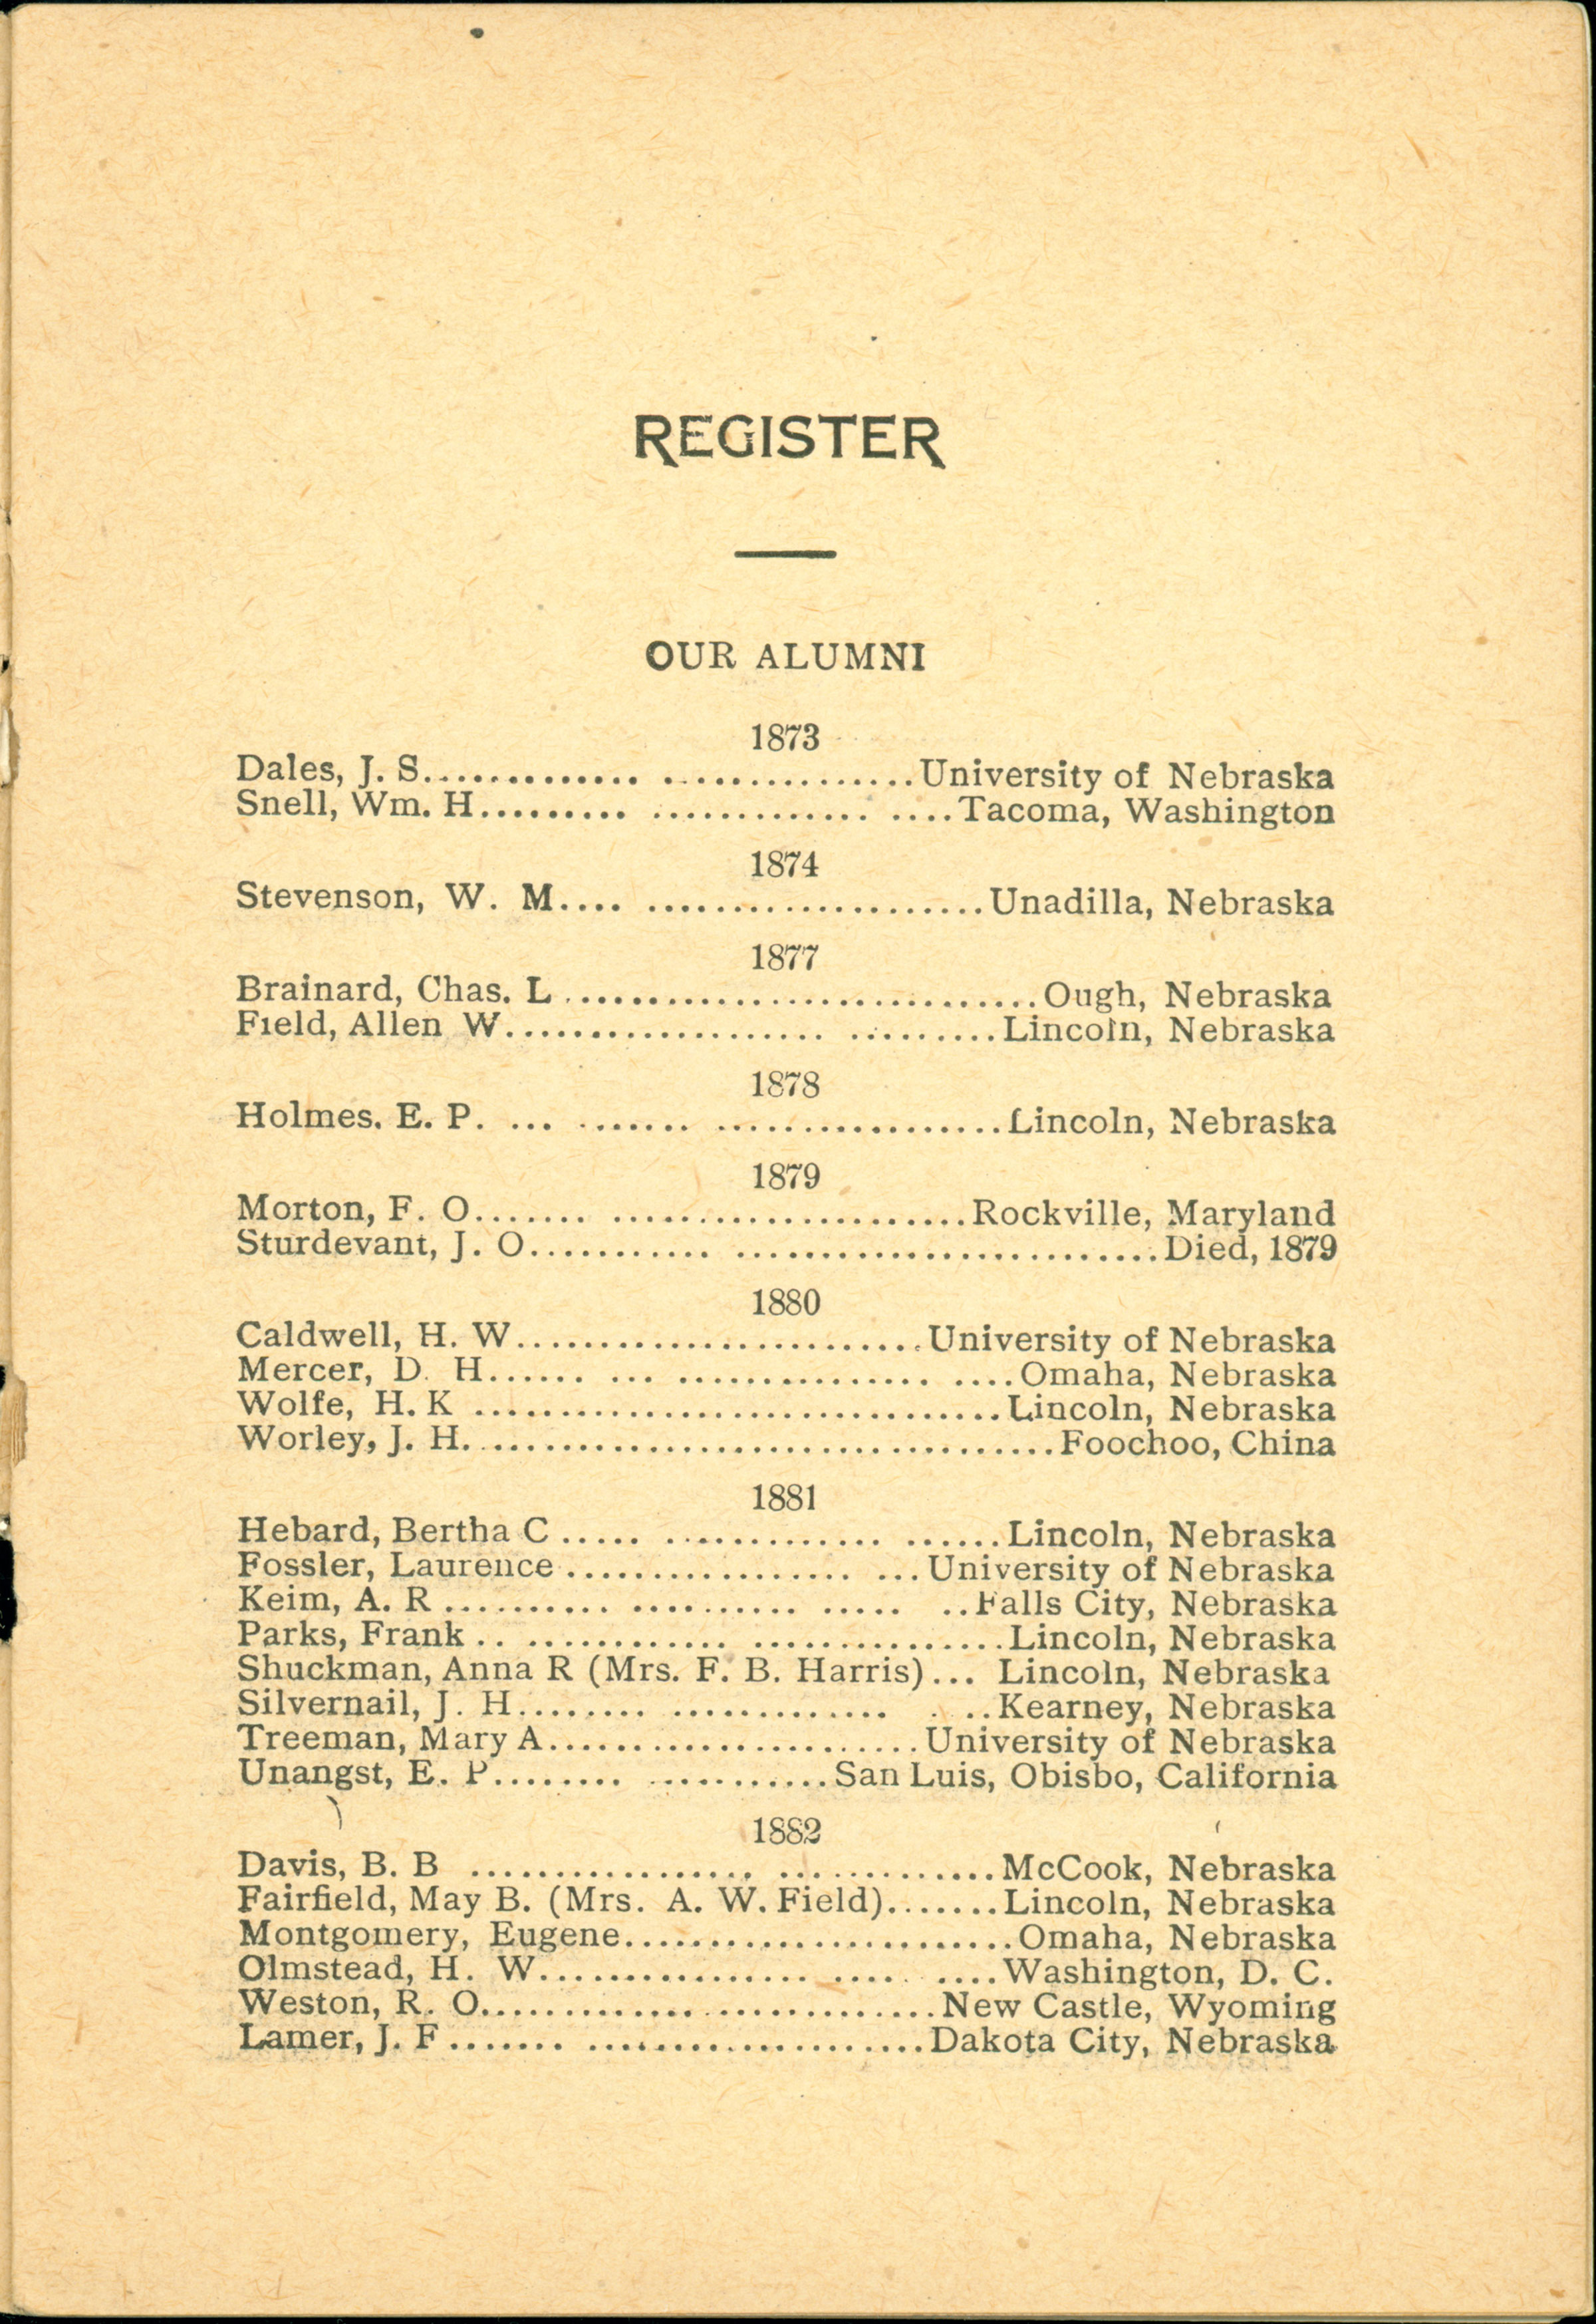 REGISTER
OUR ALUMNI
1873
Dales, J. S.............. ................University of Nebraska
Snell, Wm. H......... ............. ....Tacoma, Washington
1874
Stevenson, W. M.... .....................Unadilla, Nebraska
1877
Brainard, Chas. L .............................Ough, Nebraska
Field, Allen W................... .........Lincoln, Nebraska
1878
Holmes. E. P. ... ....... .................Lincoln, Nebraska
1879
Morton, F. O....... .....................Rockville, Maryland
Sturdevant, J. O........... .........................Died, 1879
1880
Caldwell, H. W.........................University of Nebraska
Mercer, D. H...... ... ............... ....Omaha, Nebraska
Wolfe, H. K ................................Lincoln, Nebraska
Worley, J. H....................................Foochoo, China
1881
Hebard, Bertha C ..... ............. ......Lincoln, Nebraska
Fossler, Laurence ................. ...University of Nebraska
Keim, A. R .......... .......... ..... ..Falls City, Nebraska
Parks, Frank .. ............ ...............Lincoln, Nebraska
Shuckman, Anna R (Mrs. F. B. Harris)... Lincoln, Nebraska
Silvernail, J. H........ ............. . ..Kearney, Nebraska
Treeman, Mary A......................University of Nebraska
Unangst, E. P........ ...........San Luis, Obisbo, California
1882
Davis, B. B ................. .............McCook, Nebraska
Fairfield, May B. (Mrs. A. W. Field).......Lincoln, Nebraska
Montgomery, Eugene........................Omaha, Nebraska
Olmstead, H. W................ .... ....Washington, D. C.
Weston, R. O...........................New Castle, Wyoming
Lamer, J. F ....... ....................Dakota City, Nebraska